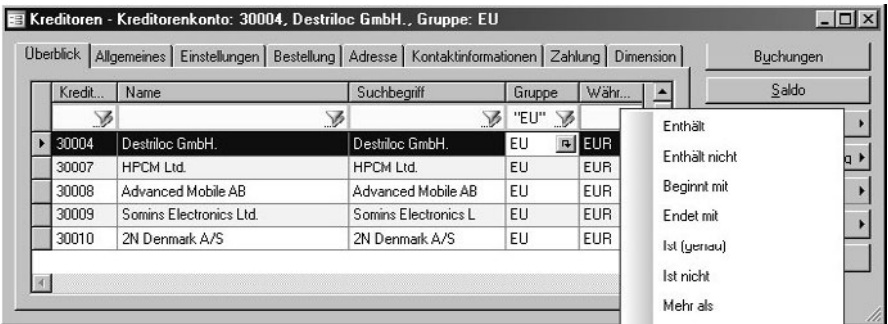 Kreditoren - Kreditorenkonto: 30004, Destriloc GmbH., Gruppe: EU
Überblick Allgemeines Einstellungen Bestellung Adresse Kontaktinformationen Zahlung Dimension
Buchungen
Saldo
Kredit... Name Suchbegriff Gruppe Währ...
"EU"
30004 Destriloc GmbH. Destriloc GmbH. EU EUR
30007 HPCM Ltd. HPCM Ltd. EU EUR
30008 Advanced Mobile AB Advanced Mobile AB EU EUR
30009 Somins Electronics Ltd. Somins Electronics L EU EUR
30010 2N Denmark A/S 2N Denmark A/S EU EUR
Enthält
Enthält nicht
Beginnt mit
Endet mit
Ist (genau)
Ist nicht
Mehr als